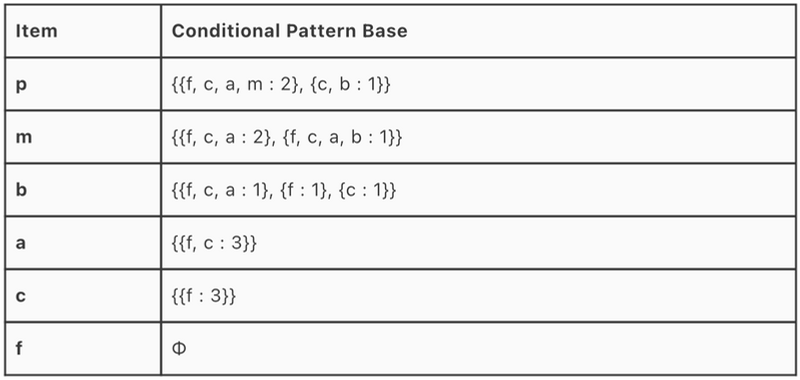 Item Conditional Pattern Base
p {{f, c, a, m : 2}, {c, b : 1}}
m {{f, c, a : 2}, {f, c, a, b : 1}}
b {{f, c, a : 1}, {f : 1}, {c : 1}}
a {{f, c : 3}}
c {{f : 3}}
f Φ